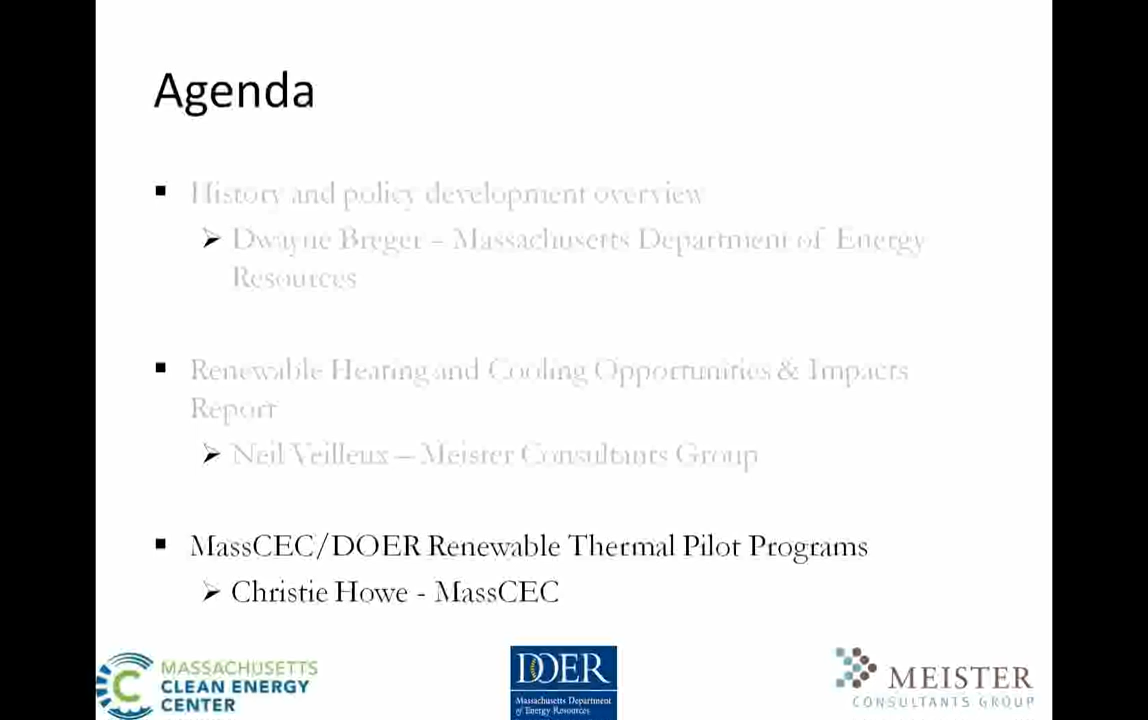 Agenda
▪ History and policy development overview
➢ Dwayne Breger – Massachusetts Department of Energy
Resources
▪ Renewable Heating and Cooling Opportunities & Impacts
Report
➢ Neil Veilleux – Meister Consultants Group
▪ MassCEC/DOER Renewable Thermal Pilot Programs
➢ Christie Howe - MassCEC
MASSACHUSETTS
CLEAN ENERGY
CENTER
DOER
Massachusetts Department
of Energy Resources
MEISTER
CONSULTANTS GROUP